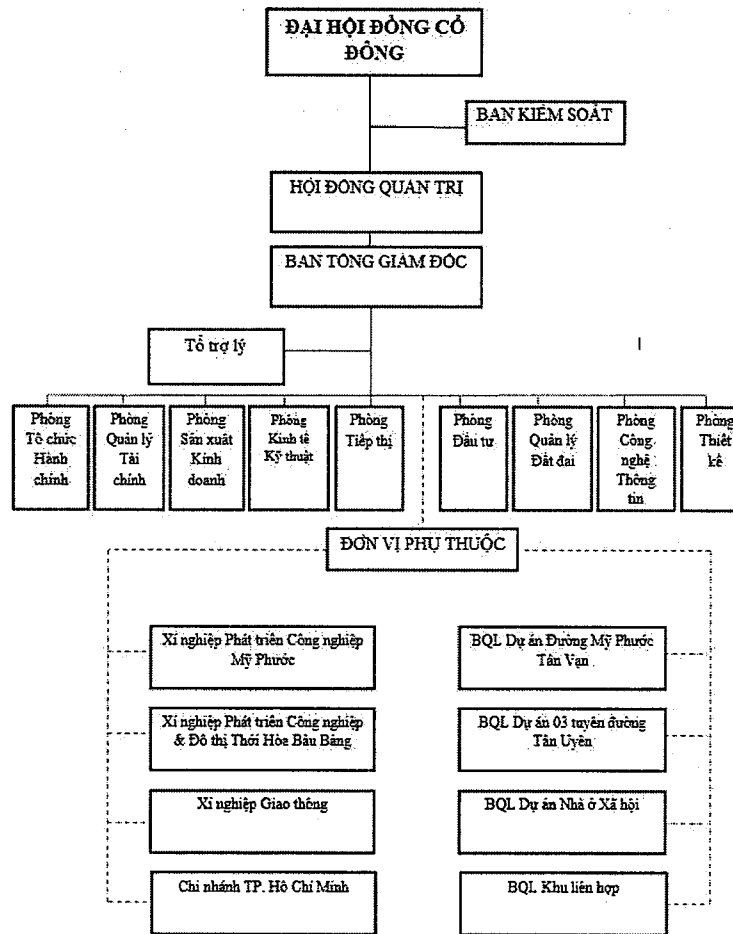 ĐẠI HỘI ĐỒNG CỔ
ĐÔNG
BAN KIỂM SOÁT
HỘI ĐỒNG QUẢN TRỊ
BAN TỔNG GIÁM ĐỐC
Tổ trợ lý
Phòng
Tổ chức
Hành
chính
Phòng
Quản lý
Tài
chính
Phòng
Sản xuất
Kinh
doanh
Phòng
Kinh tế
Kỹ thuật
Phòng
Tiếp thị
Phòng
Đầu tư
Phòng
Quản lý
Đất đai
Phòng
Công
nghệ
Thông
tin
Phòng
Thiết
kế
ĐƠN VỊ PHỤ THUỘC
Xí nghiệp Phát triển Công nghiệp
Mỹ Phước
Xí nghiệp Phát triển Công nghiệp
& Đô thị Thới Hòa Bàu Bàng
Xí nghiệp Giao thông
Chi nhánh TP. Hồ Chí Minh
BQL Dự án Đường Mỹ Phước
Tân Vạn
BQL Dự án 03 tuyến đường
Tân Uyên
BQL Dự án Nhà ở Xã hội
BQL Khu liên hợp